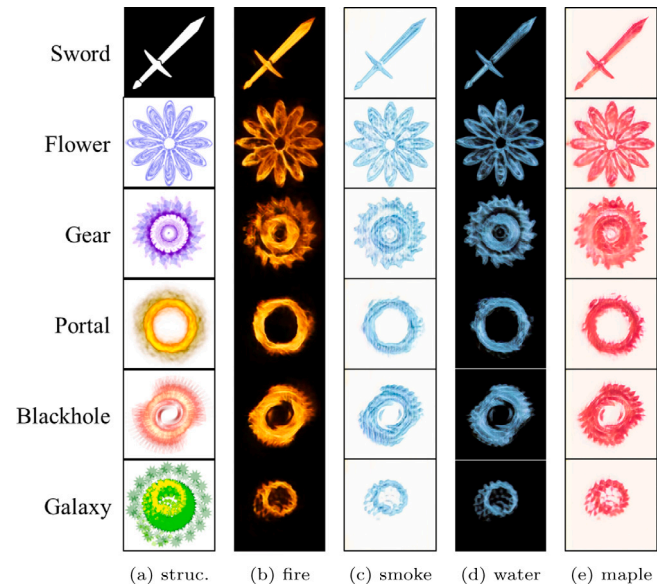 Sword
Flower
Gear
Portal
Blackhole
Galaxy
(a) struc. (b) fire (c) smoke (d) water (e) maple